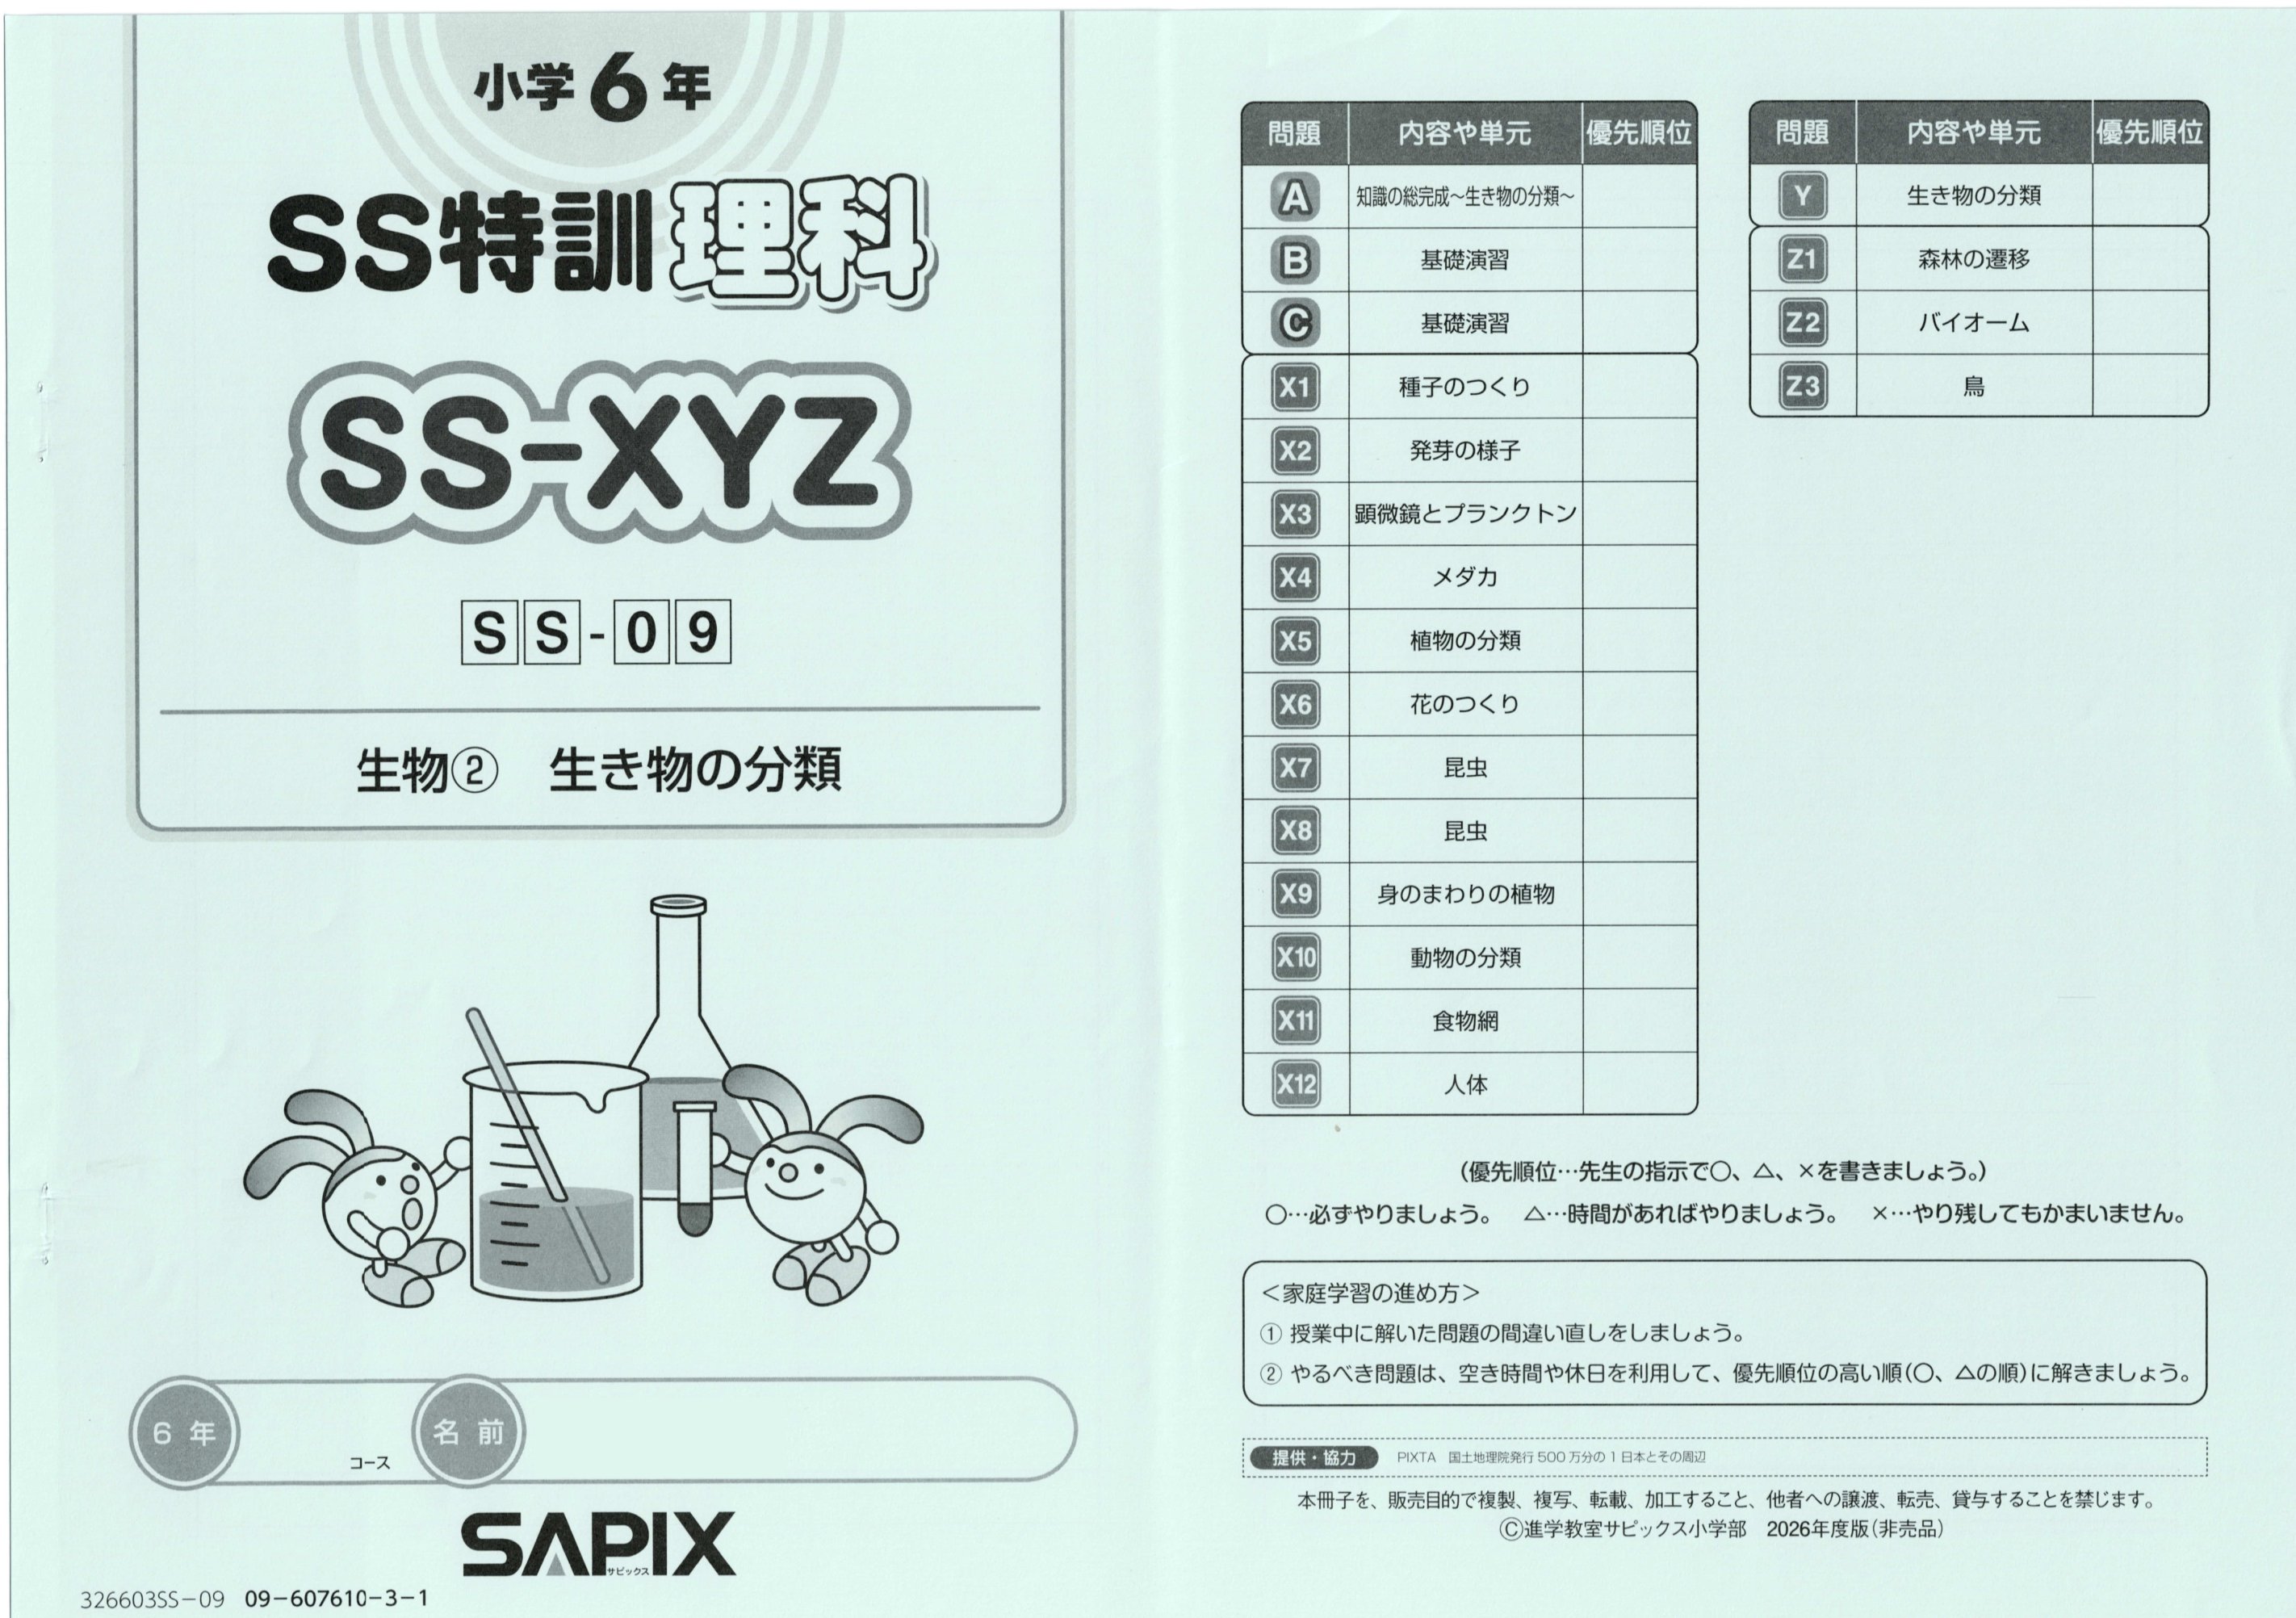 小学6年
SS特訓理科
SS-XYZ
SS-09
生物② 生き物の分類
6年
コース
名前
SAPIX
サピックス
326603SS-09 09-607610-3-1
問題 内容や単元 優先順位
A 知識の総完成〜生き物の分類〜
B 基礎演習
C 基礎演習
X1 種子のつくり
X2 発芽の様子
X3 顕微鏡とプランクトン
X4 メダカ
X5 植物の分類
X6 花のつくり
X7 昆虫
X8 昆虫
X9 身のまわりの植物
X10 動物の分類
X11 食物網
X12 人体
問題 内容や単元 優先順位
Y 生き物の分類
Z1 森林の遷移
Z2 バイオーム
Z3 鳥
(優先順位…先生の指示で○、△、×を書きましょう。)
○…必ずやりましょう。 △…時間があればやりましょう。 ×…やり残してもかまいません。
<家庭学習の進め方>
① 授業中に解いた問題の間違い直しをしましょう。
② やるべき問題は、空き時間や休日を利用して、優先順位の高い順(○、△の順)に解きましょう。
提供・協力 PIXTA 国土地理院発行500万分の1日本とその周辺
本冊子を、販売目的で複製、複写、転載、加工すること、他者への譲渡、転売、貸与することを禁じます。
Ⓒ進学教室サピックス小学部 2026年度版(非売品)